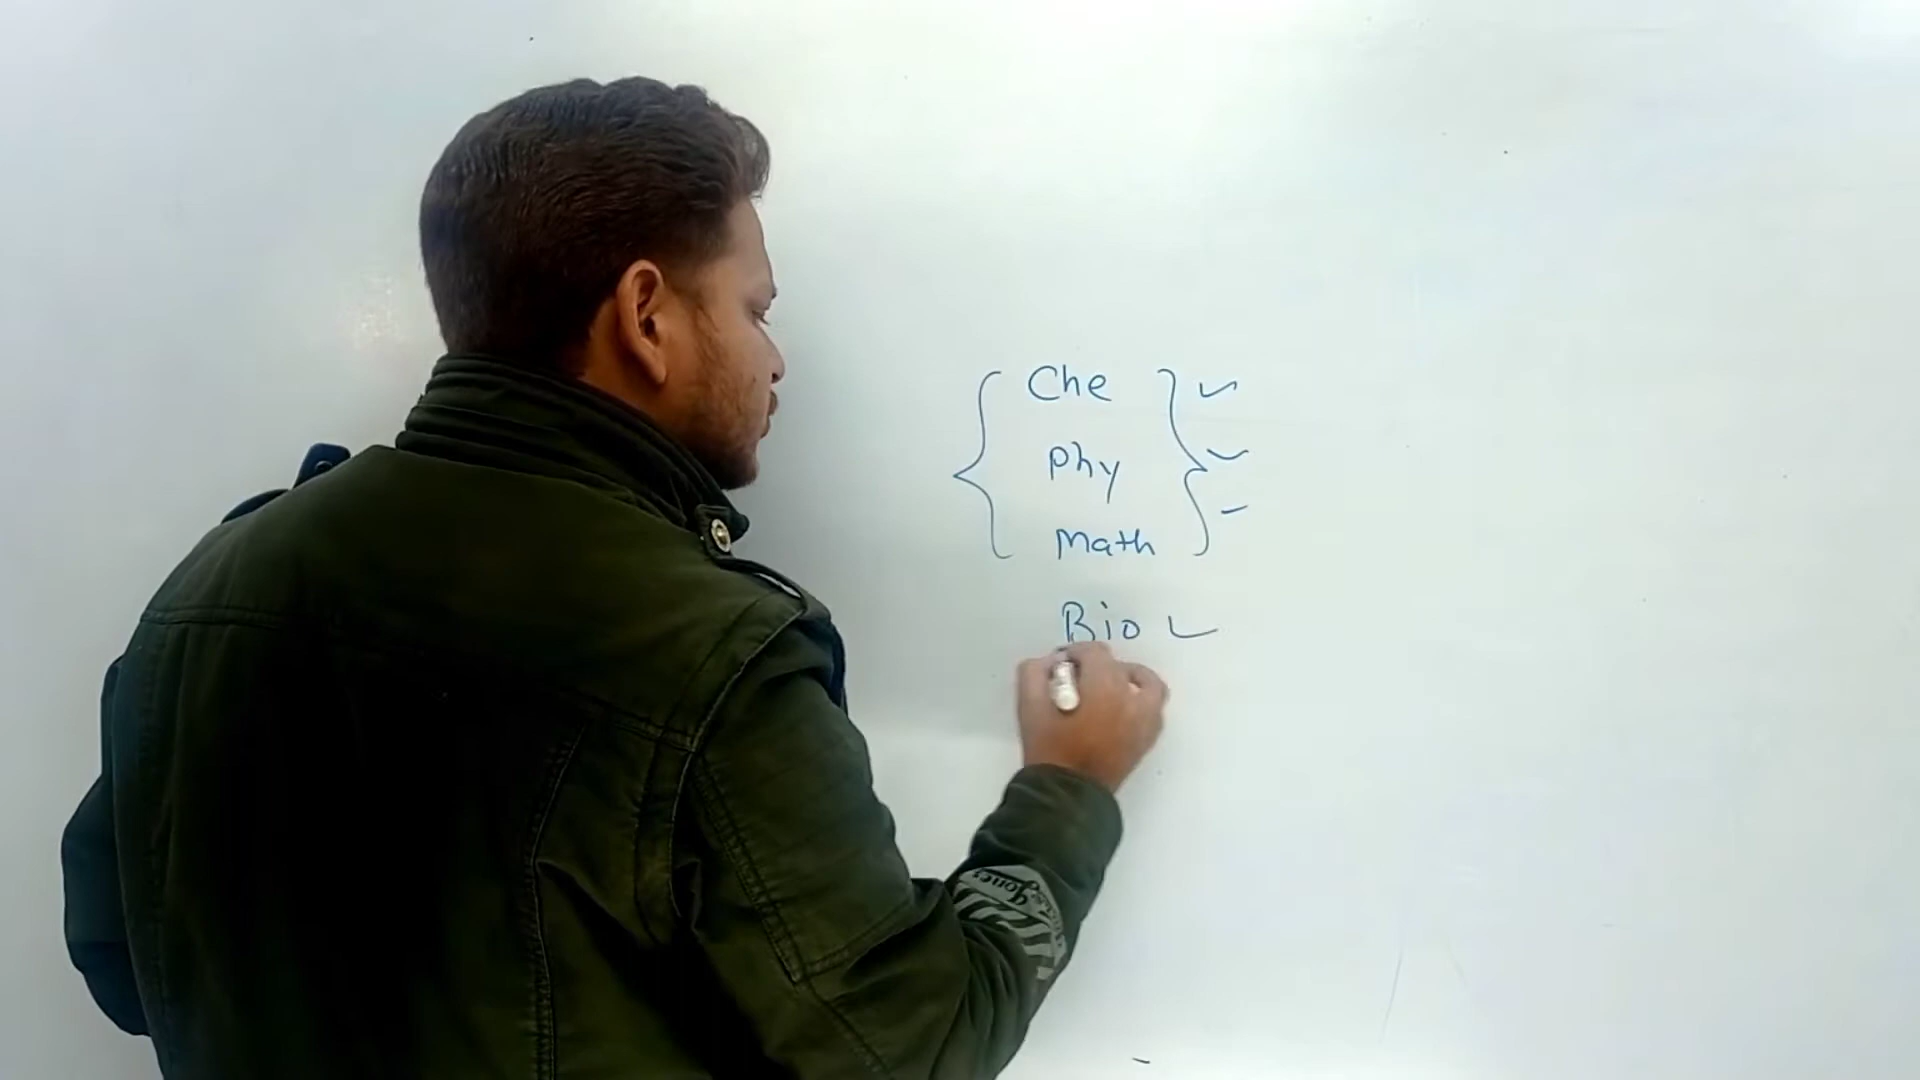 { Che } ✓
Phy ✓
Math -
Bio ✓